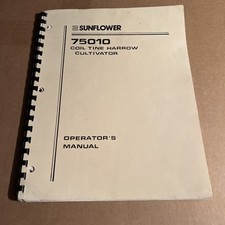 SUNFLOWER
75010
COIL TINE HARROW
CULTIVATOR
OPERATOR'S
MANUAL